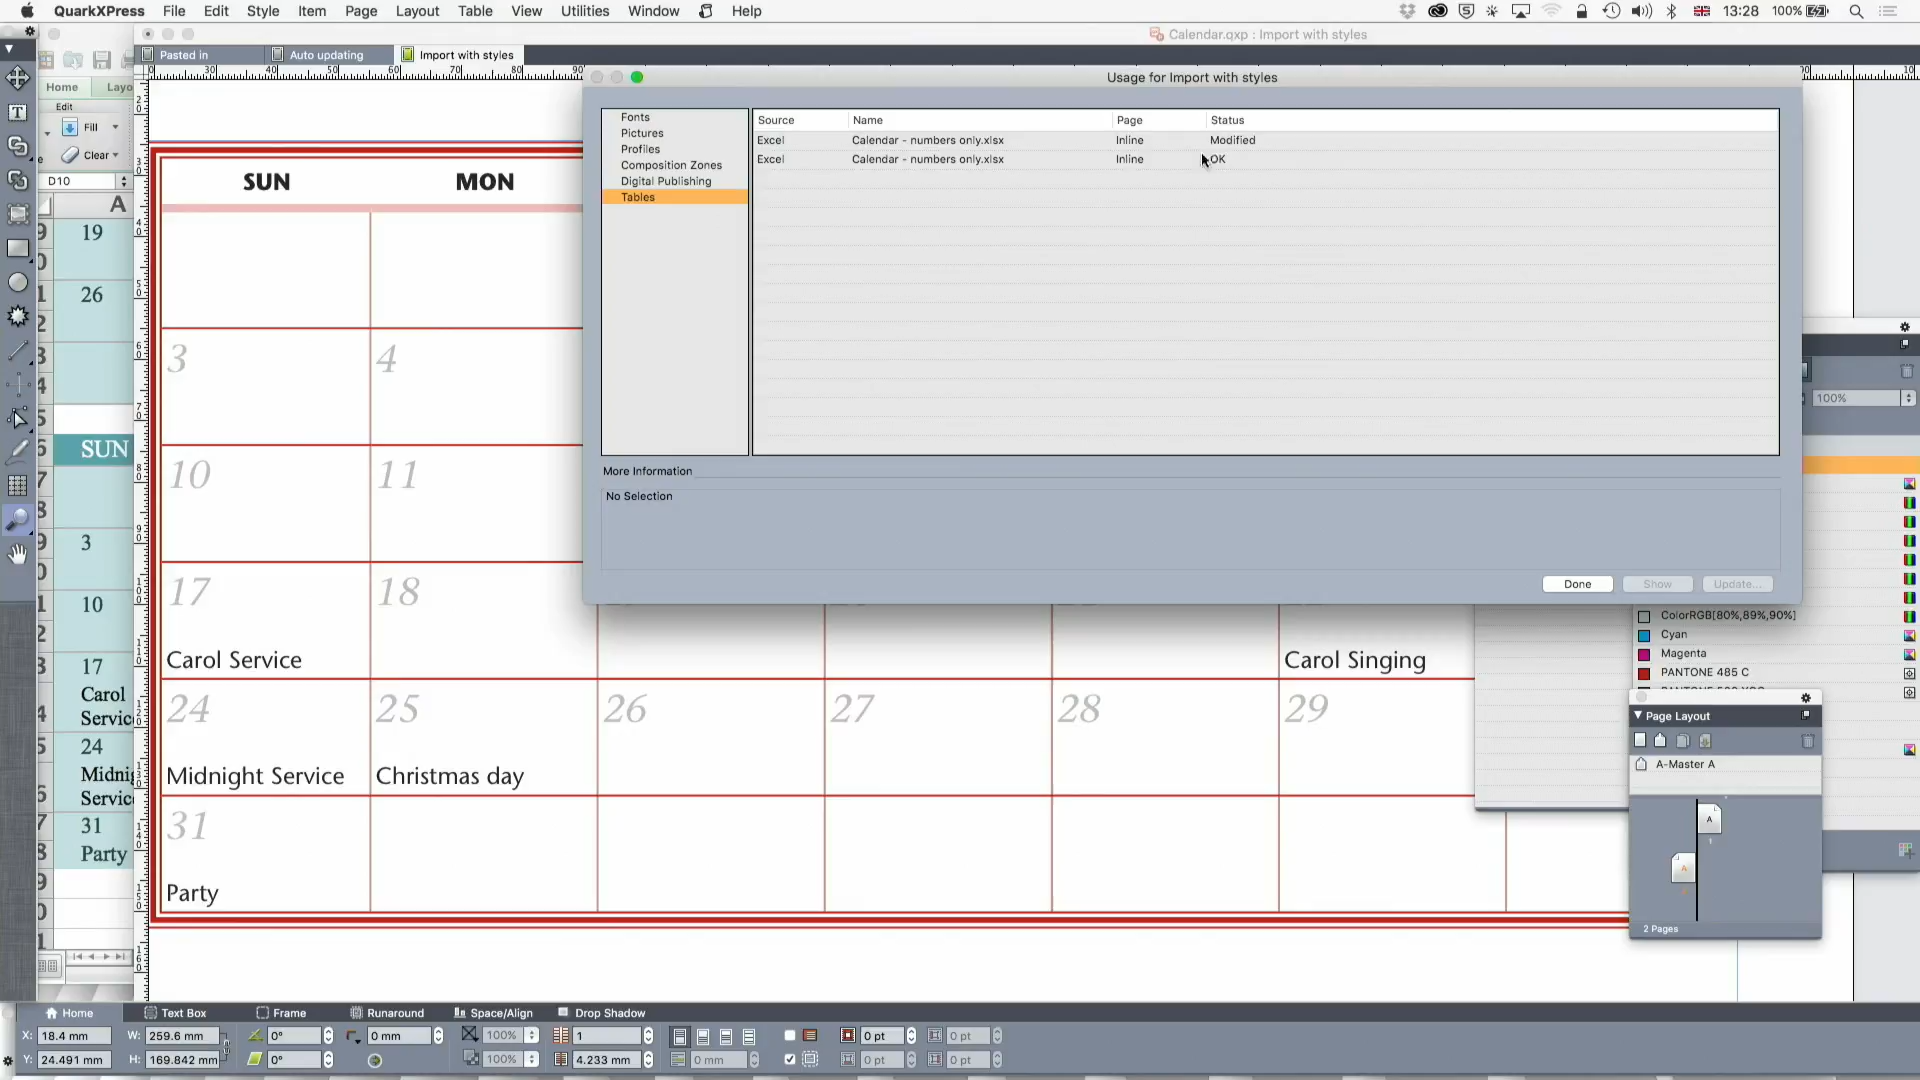 QuarkXPress File Edit Style Item Page Layout Table View Utilities Window Help
13:28 100%
Calendar.qxp : Import with styles
Pasted in
Auto updating
Import with styles
30 40 50 60 70 80
Home
Edit
Fill
Clear
D10
A
19
26
SUN
3
10
17
Carol
24
31
Party
SUN MON
3 4
10 11
17 18
Carol Service
Carol Singing
24 25 26 27 28 29
Midnight Service
Christmas day
31
Party
Usage for Import with styles
Fonts
Pictures
Profiles
Composition Zones
Digital Publishing
Tables
Source Name Page Status
Excel Calendar - numbers only.xlsx Inline Modified
Excel Calendar - numbers only.xlsx Inline OK
More Information
No Selection
Done Show Update...
100%
ColorRGB[80%,89%,90%]
Cyan
Magenta
PANTONE 485 C
Page Layout
A-Master A
A
1
A
2 Pages
Home Text Box Frame Runaround Space/Align Drop Shadow
X: 18.4 mm W: 259.6 mm 0° 0 mm 100% 1 0 pt 0 pt
Y: 24.491 mm H: 169.842 mm 0° 100% 4.233 mm 0 mm 0 pt 0 pt